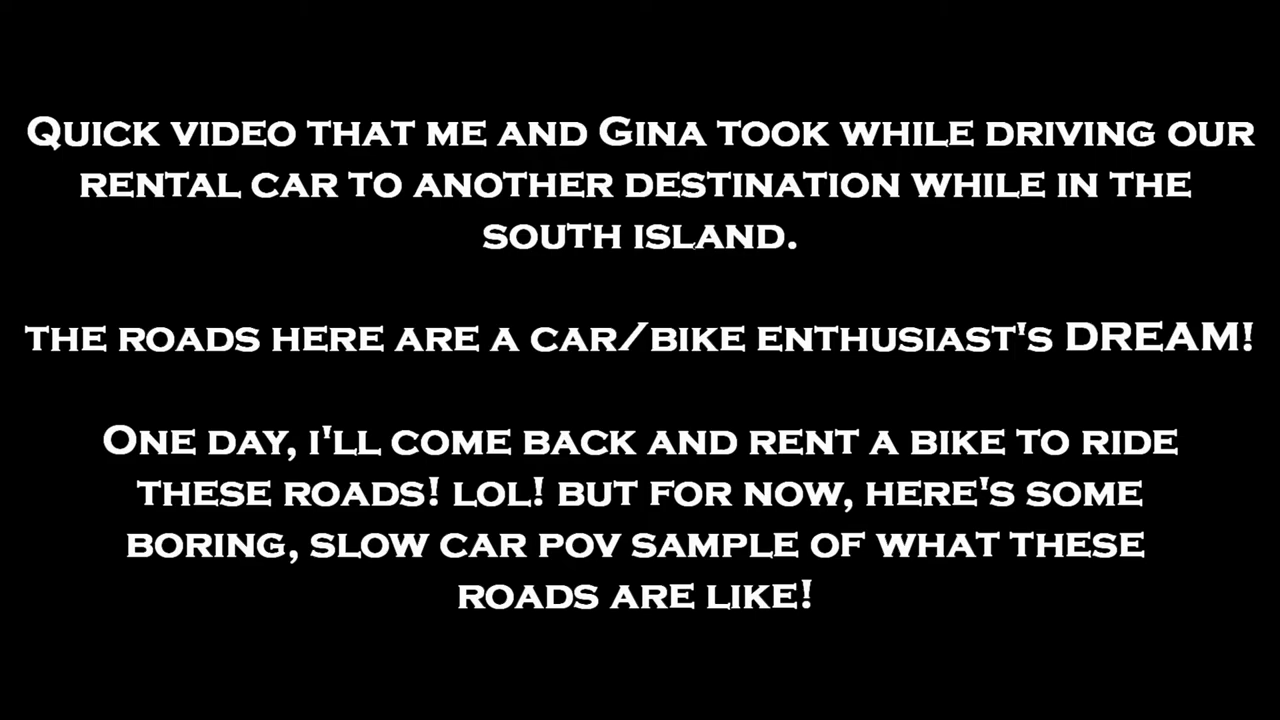 Quick video that me and Gina took while driving our
rental car to another destination while in the
south island.
the roads here are a car/bike enthusiast's DREAM!
One day, i'll come back and rent a bike to ride
these roads! lol! but for now, here's some
boring, slow car pov sample of what these
roads are like!